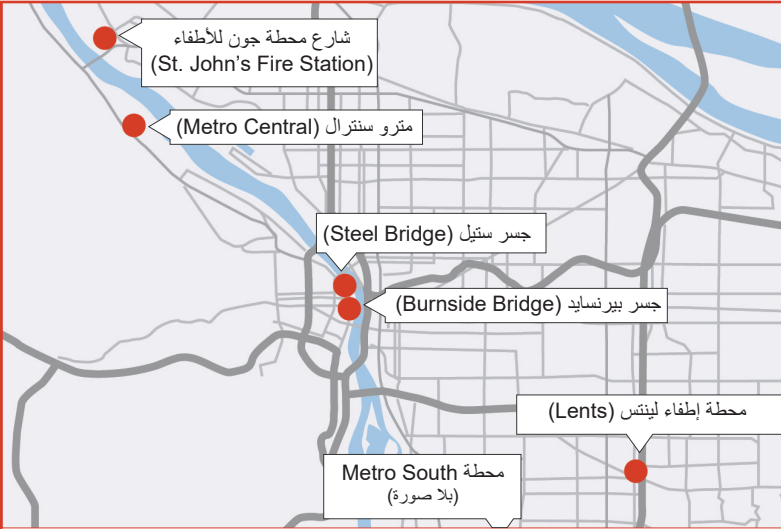 شارع محطة جون للأطفاء
(St. John’s Fire Station)
مترو سنترال (Metro Central)
جسر ستيل (Steel Bridge)
جسر بيرنسايد (Burnside Bridge)
محطة إطفاء لينتس (Lents)
محطة Metro South
(بلا صورة)